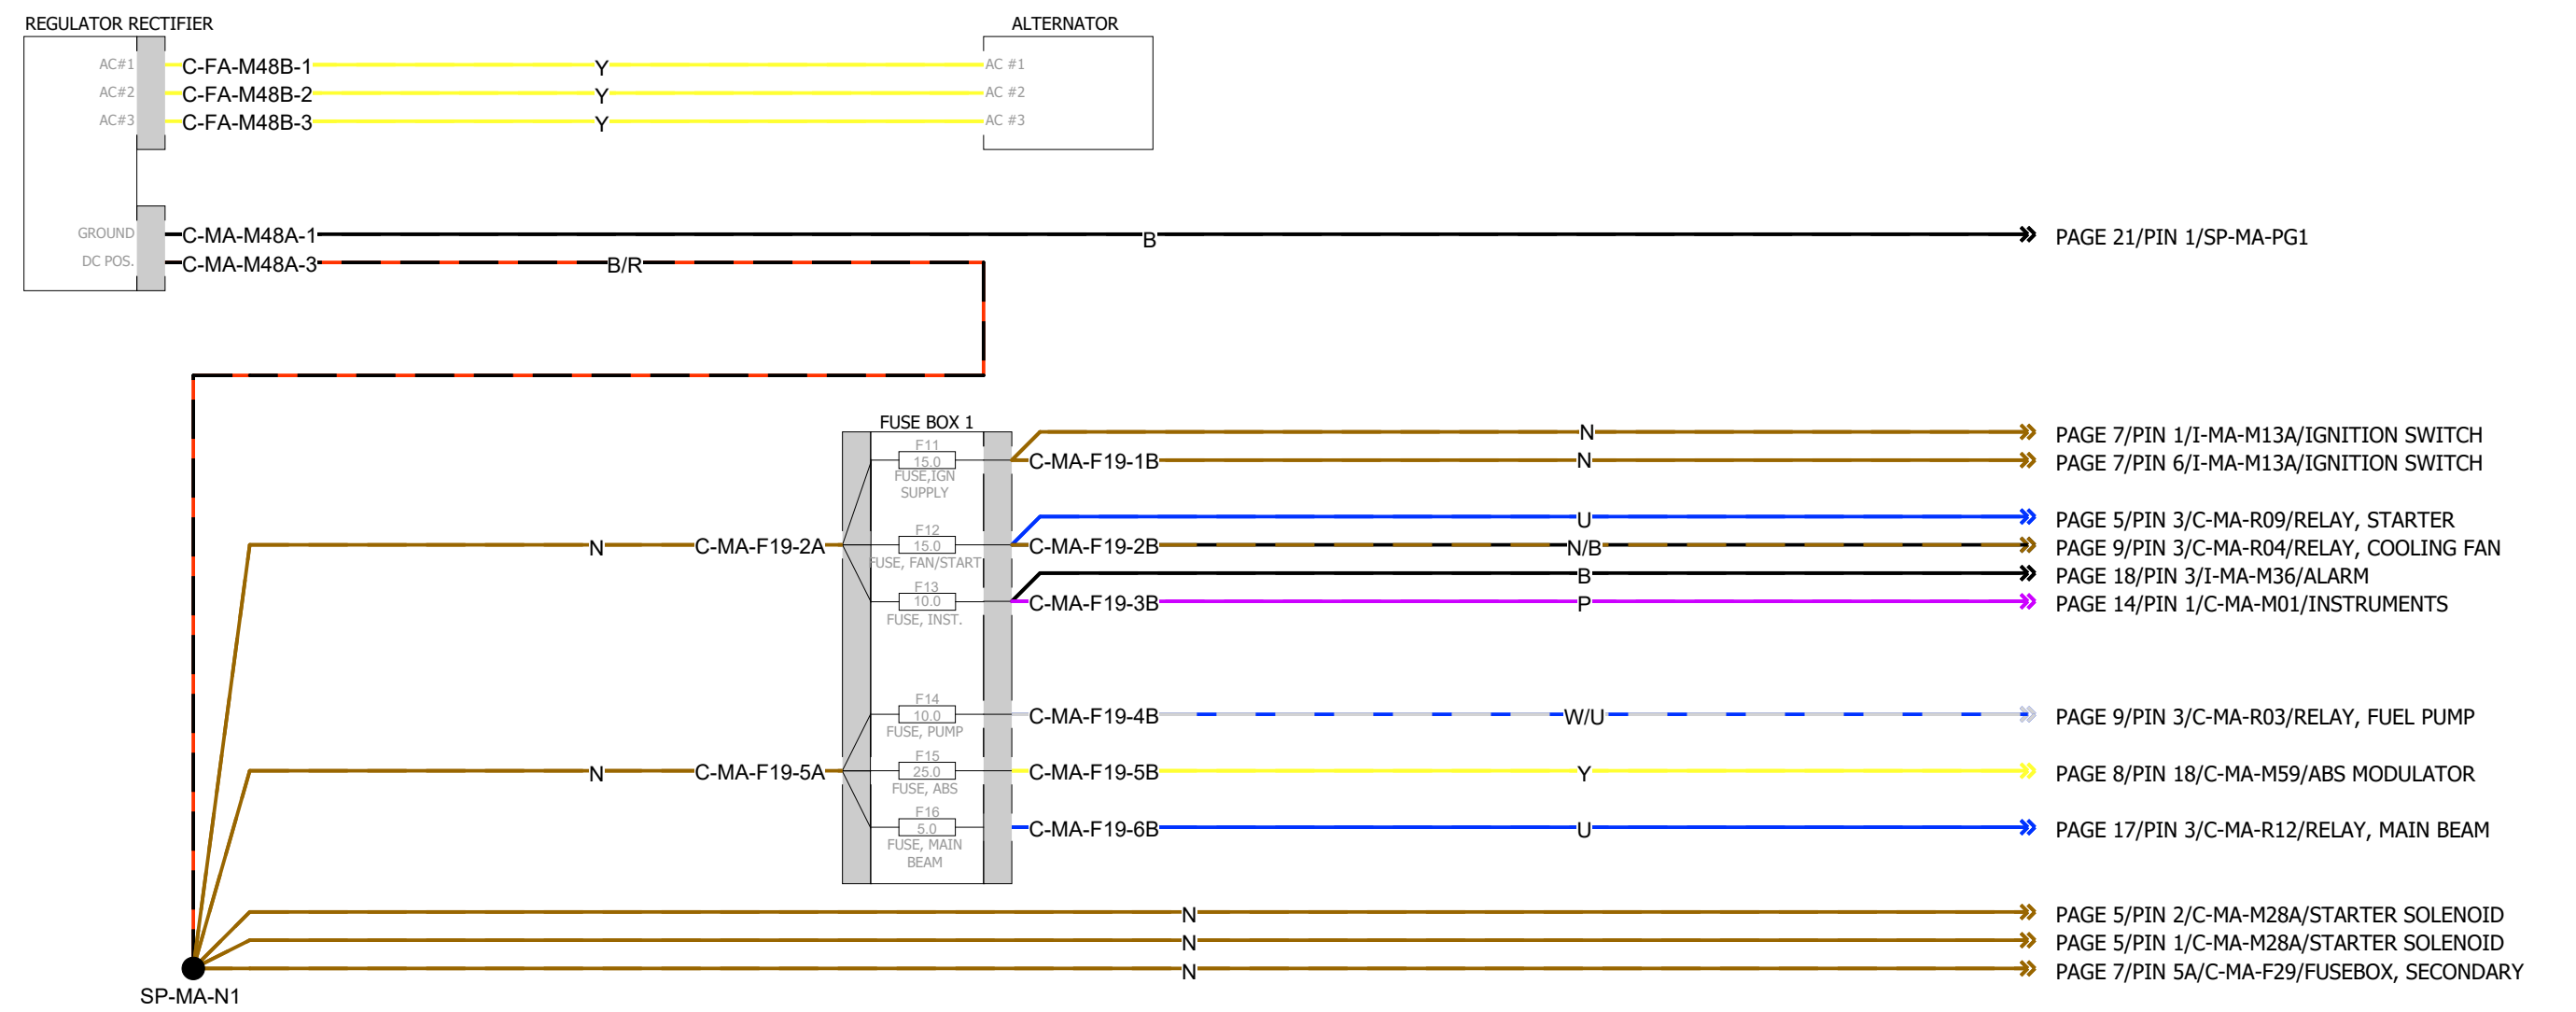 REGULATOR RECTIFIER
ALTERNATOR
AC#1
C-FA-M48B-1
Y
AC #1
AC#2
C-FA-M48B-2
Y
AC #2
AC#3
C-FA-M48B-3
Y
AC #3
GROUND
C-MA-M48A-1
B
PAGE 21/PIN 1/SP-MA-PG1
DC POS.
C-MA-M48A-3
B/R
FUSE BOX 1
F11
15.0
FUSE,IGN
SUPPLY
N
PAGE 7/PIN 1/I-MA-M13A/IGNITION SWITCH
C-MA-F19-1B
N
PAGE 7/PIN 6/I-MA-M13A/IGNITION SWITCH
U
PAGE 5/PIN 3/C-MA-R09/RELAY, STARTER
N
C-MA-F19-2A
F12
15.0
FUSE, FAN/START
C-MA-F19-2B
N/B
PAGE 9/PIN 3/C-MA-R04/RELAY, COOLING FAN
B
PAGE 18/PIN 3/I-MA-M36/ALARM
F13
10.0
FUSE, INST.
C-MA-F19-3B
P
PAGE 14/PIN 1/C-MA-M01/INSTRUMENTS
F14
10.0
FUSE, PUMP
C-MA-F19-4B
W/U
PAGE 9/PIN 3/C-MA-R03/RELAY, FUEL PUMP
N
C-MA-F19-5A
F15
25.0
FUSE, ABS
C-MA-F19-5B
Y
PAGE 8/PIN 18/C-MA-M59/ABS MODULATOR
F16
5.0
FUSE, MAIN
BEAM
C-MA-F19-6B
U
PAGE 17/PIN 3/C-MA-R12/RELAY, MAIN BEAM
N
PAGE 5/PIN 2/C-MA-M28A/STARTER SOLENOID
N
PAGE 5/PIN 1/C-MA-M28A/STARTER SOLENOID
N
PAGE 7/PIN 5A/C-MA-F29/FUSEBOX, SECONDARY
SP-MA-N1